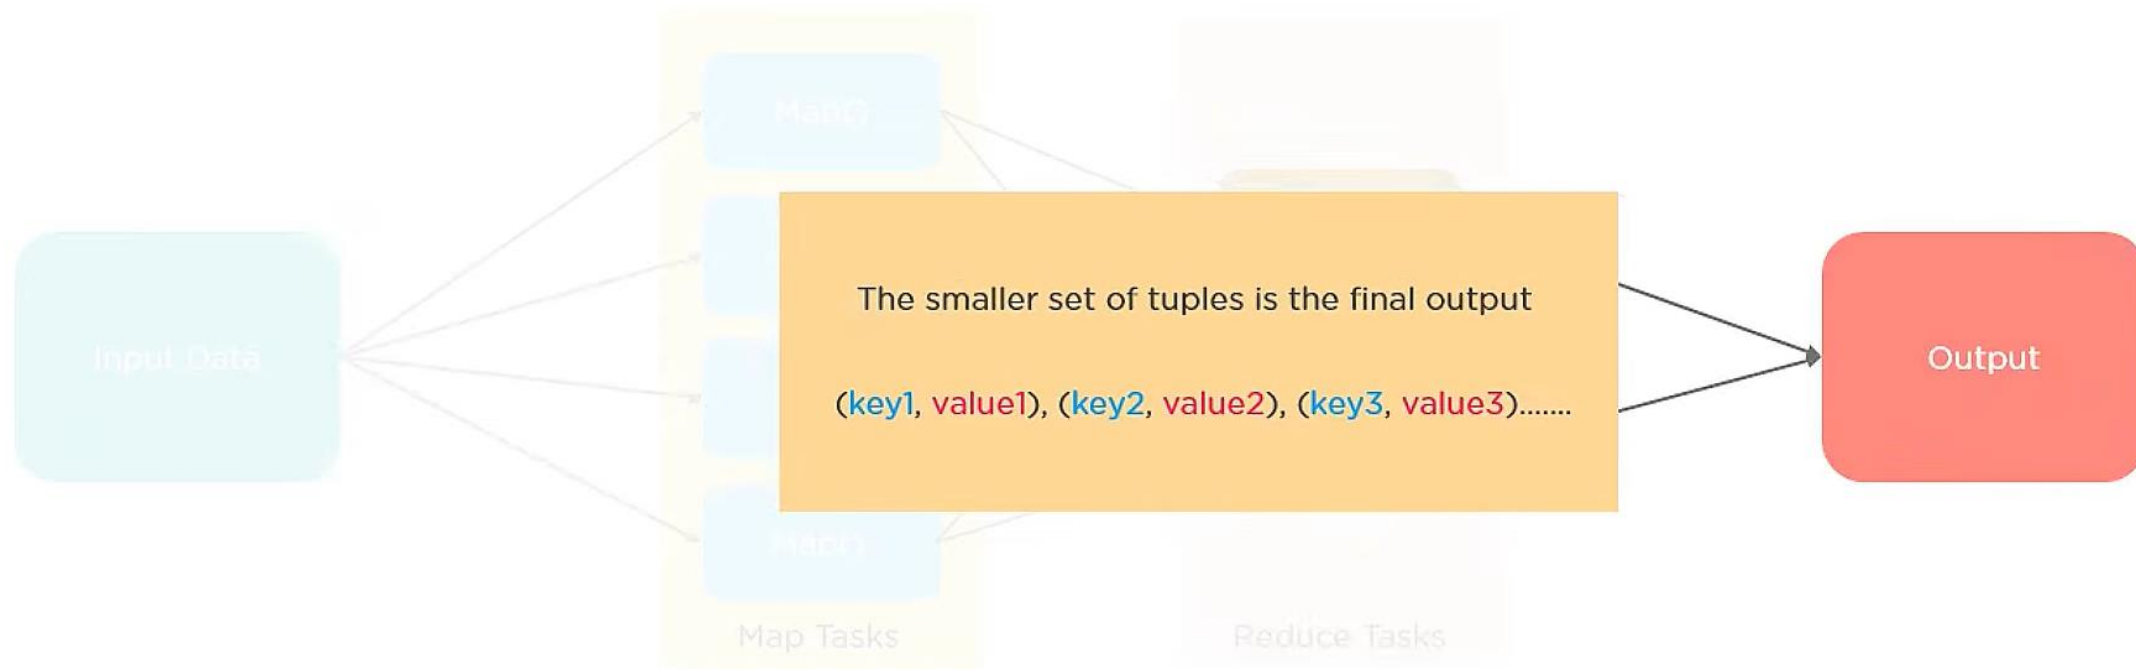 Map()
The smaller set of tuples is the final output
Input Data
Output
(key1, value1), (key2, value2), (key3, value3).......
Map()
Map Tasks
Reduce Tasks